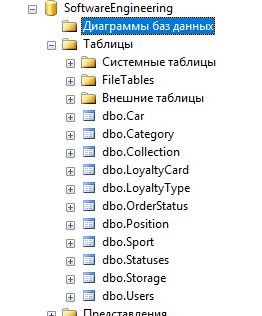 SoftwareEngineering
Диаграммы баз данных
Таблицы
Системные таблицы
FileTables
Внешние таблицы
dbo.Car
dbo.Category
dbo.Collection
dbo.LoyaltyCard
dbo.LoyaltyType
dbo.OrderStatus
dbo.Position
dbo.Sport
dbo.Statuses
dbo.Storage
dbo.Users
Представления